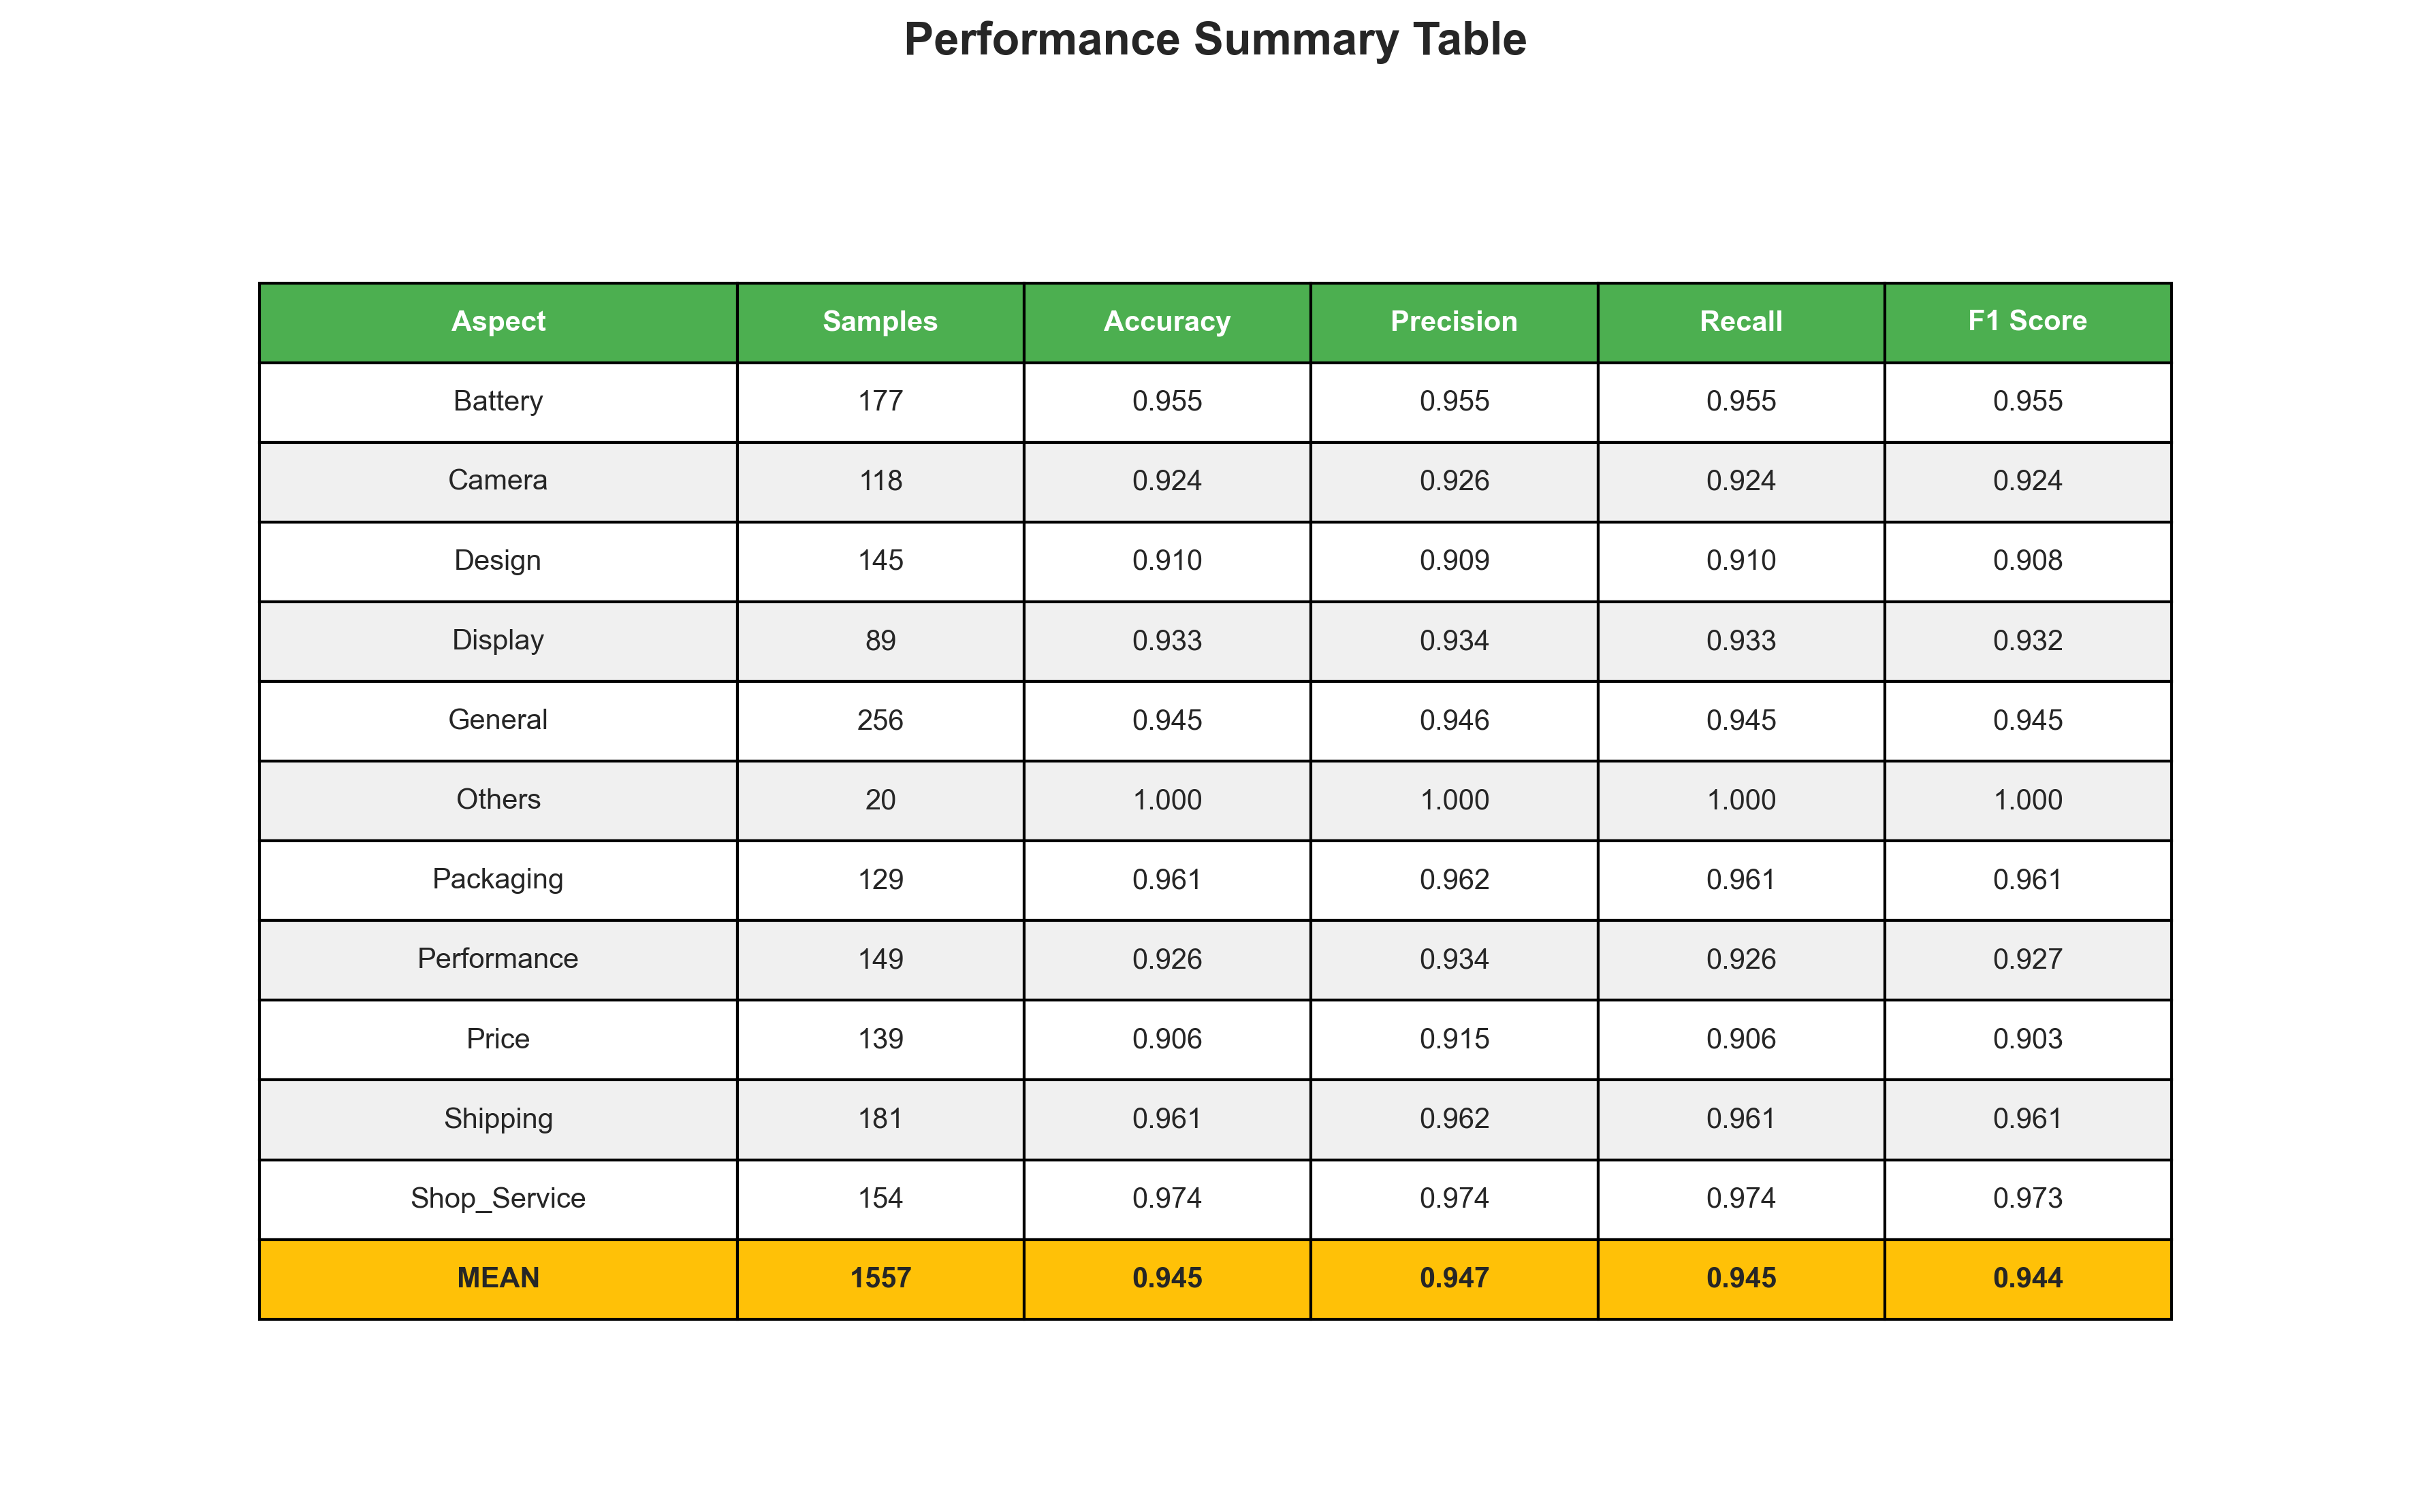 Performance Summary Table
Aspect Samples Accuracy Precision Recall F1 Score
Battery 177 0.955 0.955 0.955 0.955
Camera 118 0.924 0.926 0.924 0.924
Design 145 0.910 0.909 0.910 0.908
Display 89 0.933 0.934 0.933 0.932
General 256 0.945 0.946 0.945 0.945
Others 20 1.000 1.000 1.000 1.000
Packaging 129 0.961 0.962 0.961 0.961
Performance 149 0.926 0.934 0.926 0.927
Price 139 0.906 0.915 0.906 0.903
Shipping 181 0.961 0.962 0.961 0.961
Shop_Service 154 0.974 0.974 0.974 0.973
MEAN 1557 0.945 0.947 0.945 0.944